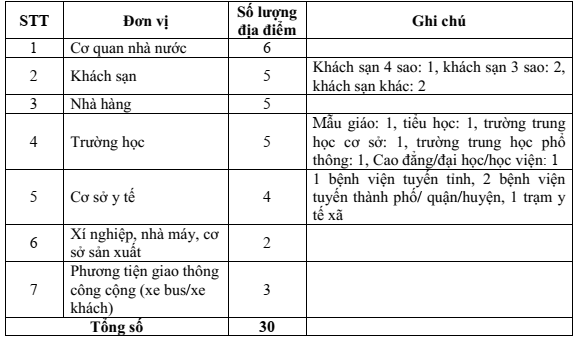 STT Đơn vị Số lượng địa điểm Ghi chú
1 Cơ quan nhà nước 6
2 Khách sạn 5 Khách sạn 4 sao: 1, khách sạn 3 sao: 2,
khách sạn khác: 2
3 Nhà hàng 5
4 Trường học 5 Mẫu giáo: 1, tiểu học: 1, trường trung
học cơ sở: 1, trường trung học phổ
thông: 1, Cao đẳng/đại học/học viện: 1
5 Cơ sở y tế 4 1 bệnh viện tuyến tỉnh, 2 bệnh viện
tuyến thành phố/ quận/huyện, 1 trạm y
tế xã
6 Xí nghiệp, nhà máy, cơ
sở sản xuất 2
7 Phương tiện giao thông
công cộng (xe bus/xe
khách) 3
Tổng số 30